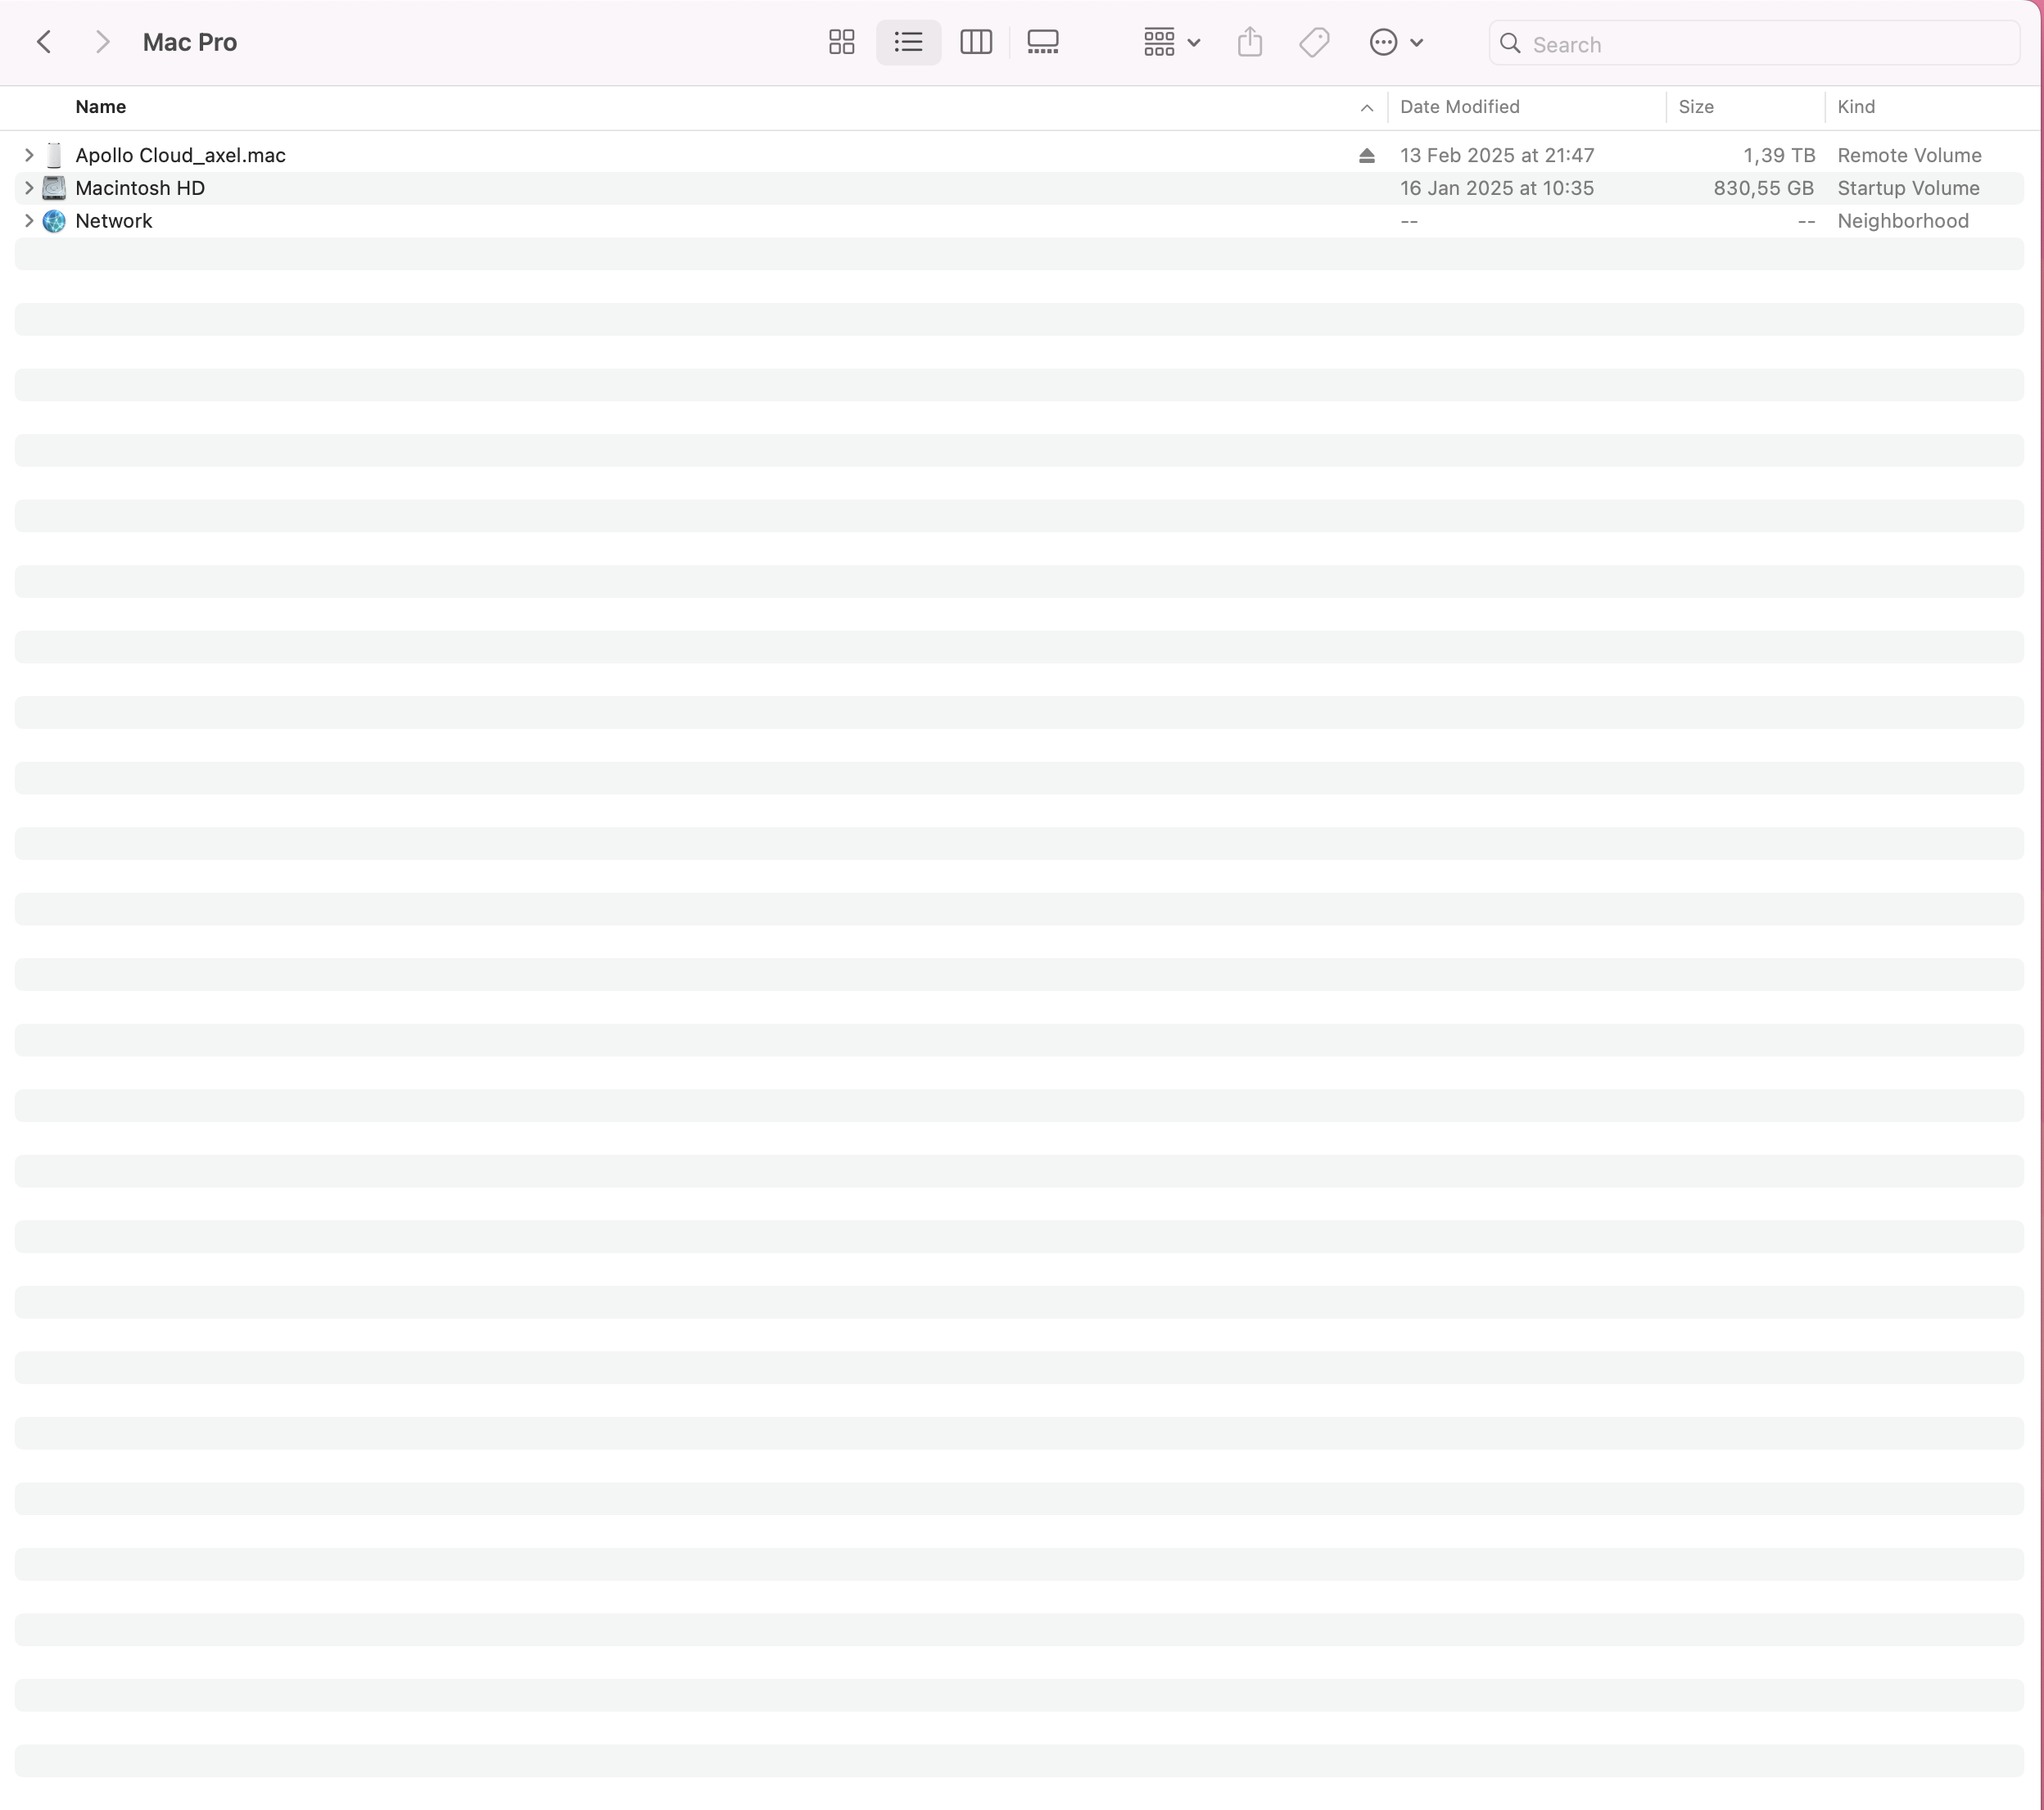 Mac Pro
Search
Name Date Modified Size Kind
Apollo Cloud_axel.mac 13 Feb 2025 at 21:47 1,39 TB Remote Volume
Macintosh HD 16 Jan 2025 at 10:35 830,55 GB Startup Volume
Network -- -- Neighborhood